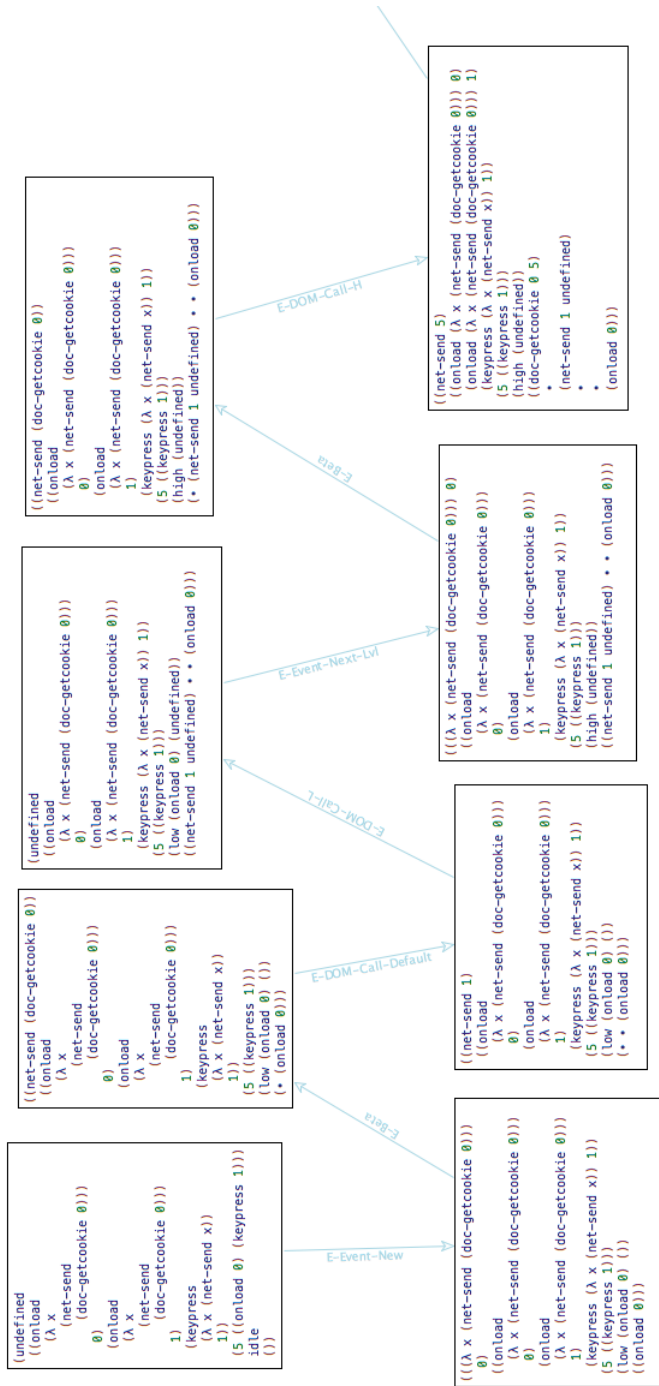 (undefined
((onload
(λ x
(net-send
(doc-getcookie 0)))
0)
(onload
(λ x
(net-send
(doc-getcookie 0)))
1)
(keypress
(λ x (net-send x))
1))
(5 ((onload 0) (keypress 1)))
idle
())
E-Event-New
(((λ x (net-send (doc-getcookie 0)))
0)
((onload
(λ x (net-send (doc-getcookie 0)))
0)
(onload
(λ x (net-send (doc-getcookie 0)))
1)
(keypress (λ x (net-send x)) 1))
(5 ((keypress 1)))
(low (onload 0) ())
((onload 0)))
E-Beta
((net-send (doc-getcookie 0))
((onload
(λ x
(net-send
(doc-getcookie 0)))
0)
(onload
(λ x
(net-send
(doc-getcookie 0)))
1)
(keypress
(λ x (net-send x))
1))
(5 ((keypress 1)))
(low (onload 0) ())
(• (onload 0)))
E-DOM-Call-Default
((net-send 1)
((onload
(λ x (net-send (doc-getcookie 0)))
0)
(onload
(λ x (net-send (doc-getcookie 0)))
1)
(keypress (λ x (net-send x)) 1))
(5 ((keypress 1)))
(low (onload 0) ())
(• • (onload 0)))
E-DOM-Call-L
(undefined
((onload
(λ x (net-send (doc-getcookie 0)))
0)
(onload
(λ x (net-send (doc-getcookie 0)))
1)
(keypress (λ x (net-send x)) 1))
(5 ((keypress 1)))
(low (onload 0) (undefined))
((net-send 1 undefined) • • (onload 0)))
E-Event-Next-Lvl
(((λ x (net-send (doc-getcookie 0))) 0)
((onload
(λ x (net-send (doc-getcookie 0)))
0)
(onload
(λ x (net-send (doc-getcookie 0)))
1)
(keypress (λ x (net-send x)) 1))
(5 ((keypress 1)))
(high (undefined))
((net-send 1 undefined) • • (onload 0)))
E-Beta
((net-send (doc-getcookie 0))
((onload
(λ x (net-send (doc-getcookie 0)))
0)
(onload
(λ x (net-send (doc-getcookie 0)))
1)
(keypress (λ x (net-send x)) 1))
(5 ((keypress 1)))
(high (undefined))
(• (net-send 1 undefined) • • (onload 0)))
E-DOM-Call-H
((net-send 5)
((onload (λ x (net-send (doc-getcookie 0))) 0)
(onload (λ x (net-send (doc-getcookie 0))) 1)
(keypress (λ x (net-send x)) 1))
(5 ((keypress 1)))
(high (undefined))
((doc-getcookie 0 5)
•
(net-send 1 undefined)
•
•
(onload 0)))